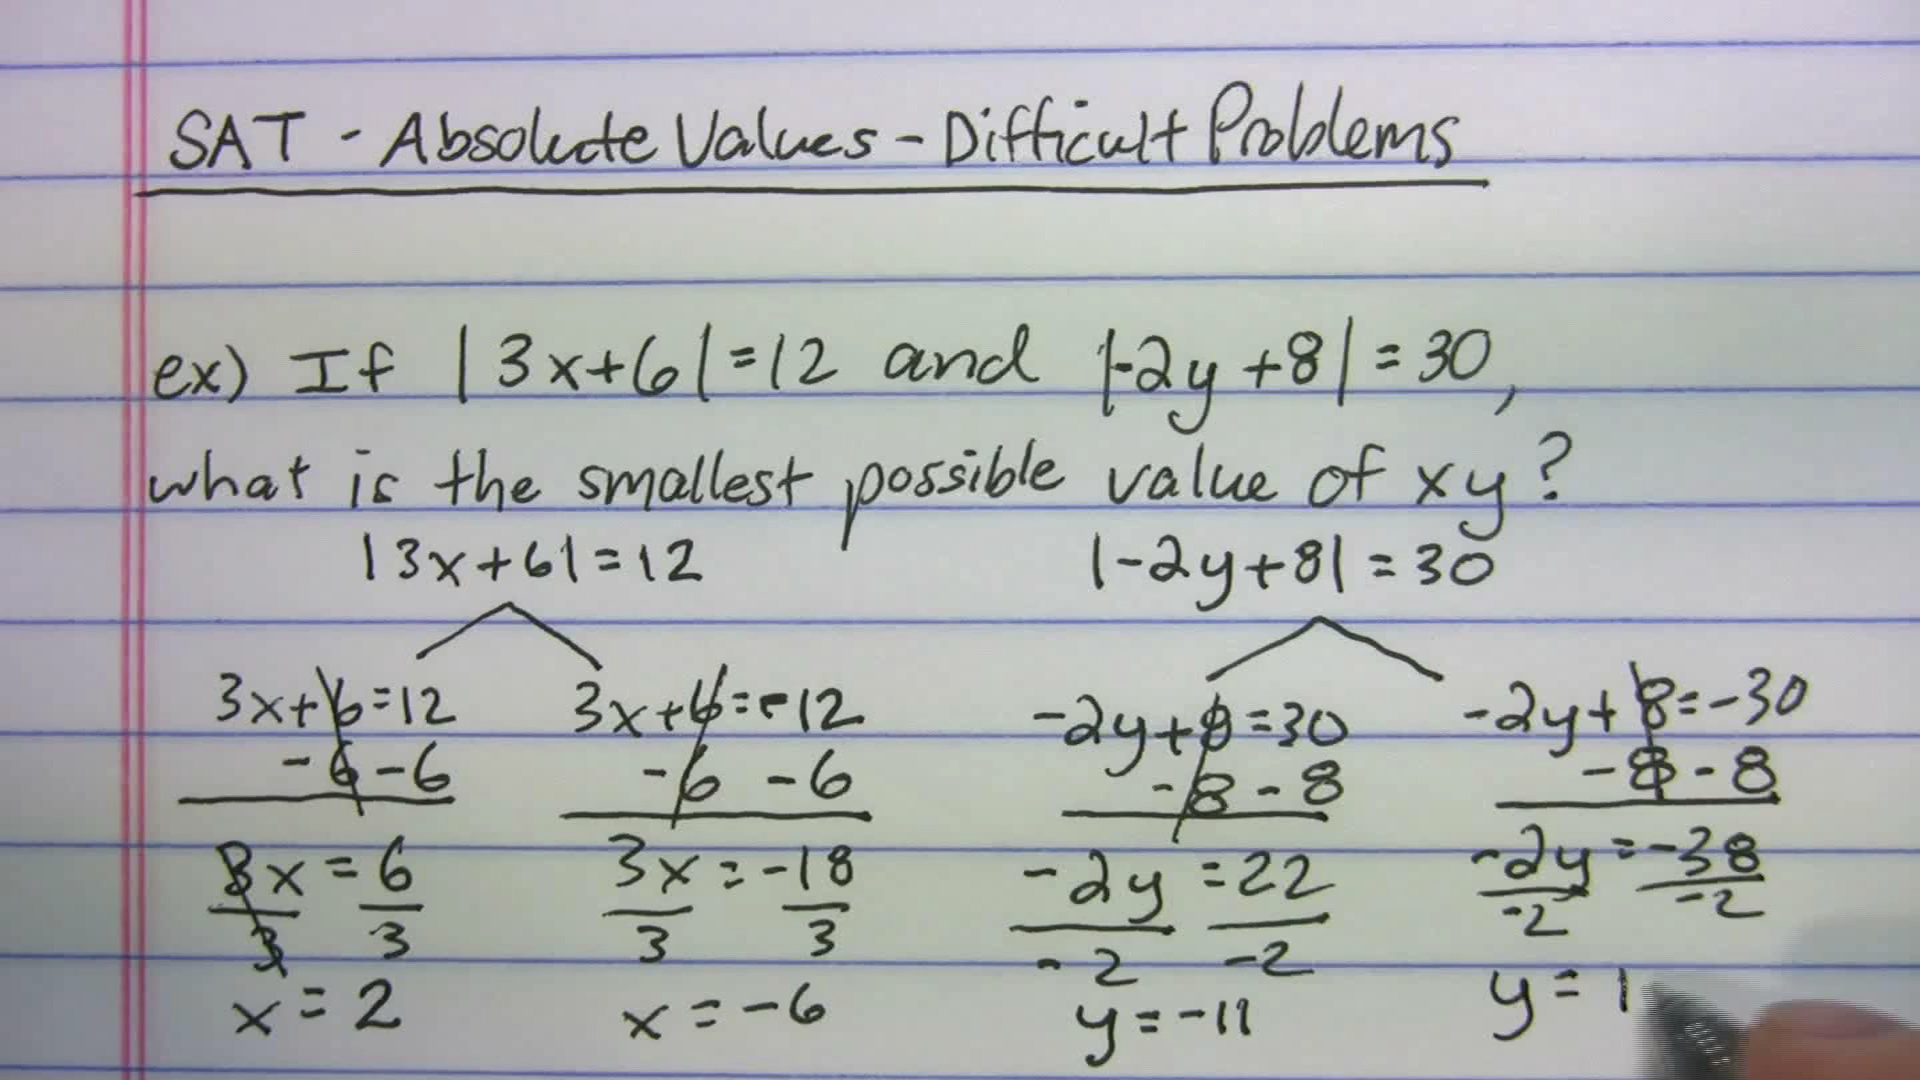 SAT - Absolute Values - Difficult Problems
ex) If |3x+6|=12 and |-2y+8|=30,
what is the smallest possible value of xy?
|3x+6|=12 |-2y+8|=30
3x+6=12 3x+6=-12 -2y+8=30 -2y+8=-30
-6 -6 -6 -6 -8 -8 -8 -8
3x=6 3x=-18 -2y=22 -2y=-38
3 3 3 3 -2 -2 -2 -2
x=2 x=-6 y=-11 y=1